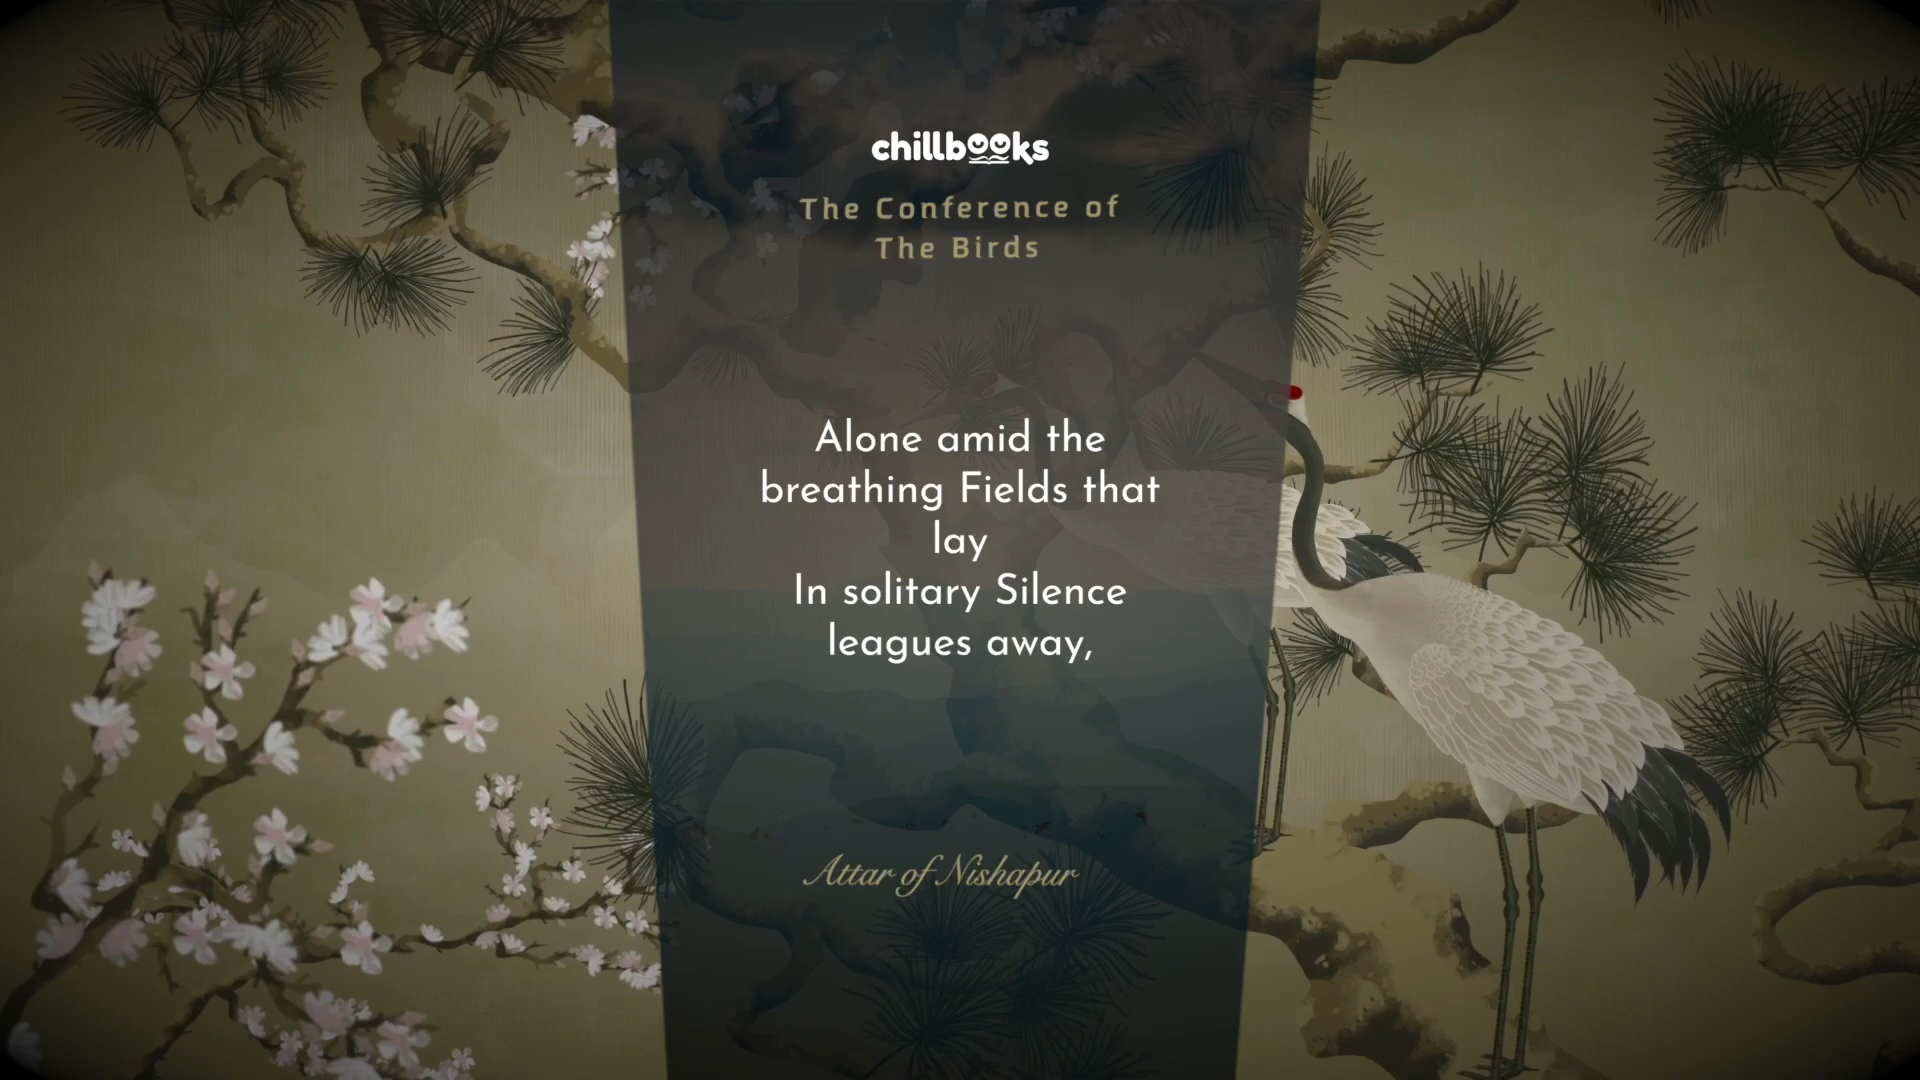 chillbooks
The Conference of
The Birds
Alone amid the
breathing Fields that
lay
In solitary Silence
leagues away,
Attar of Nishapur